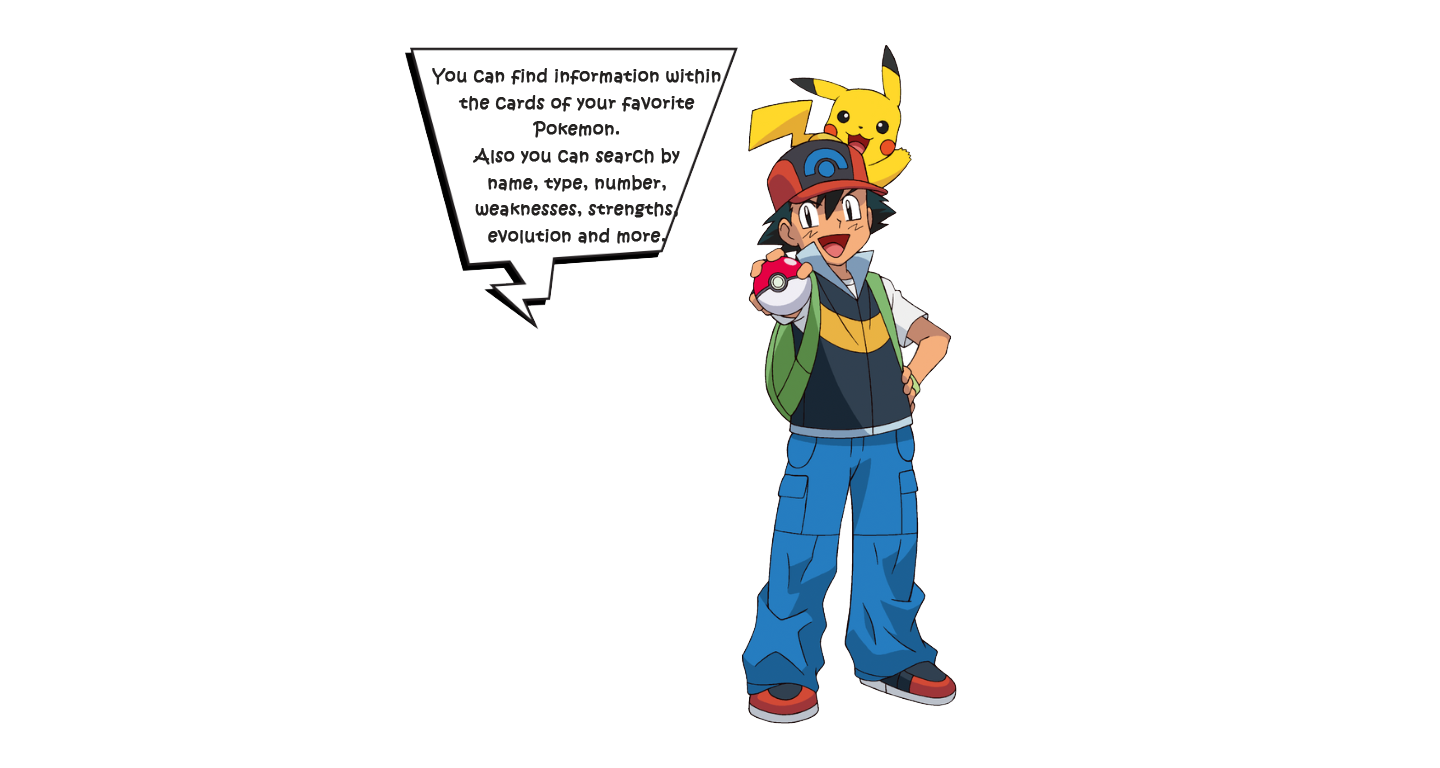 You can find information within
the cards of your favorite
Pokemon.
Also you can search by
name, type, number,
weaknesses, strengths,
evolution and more.